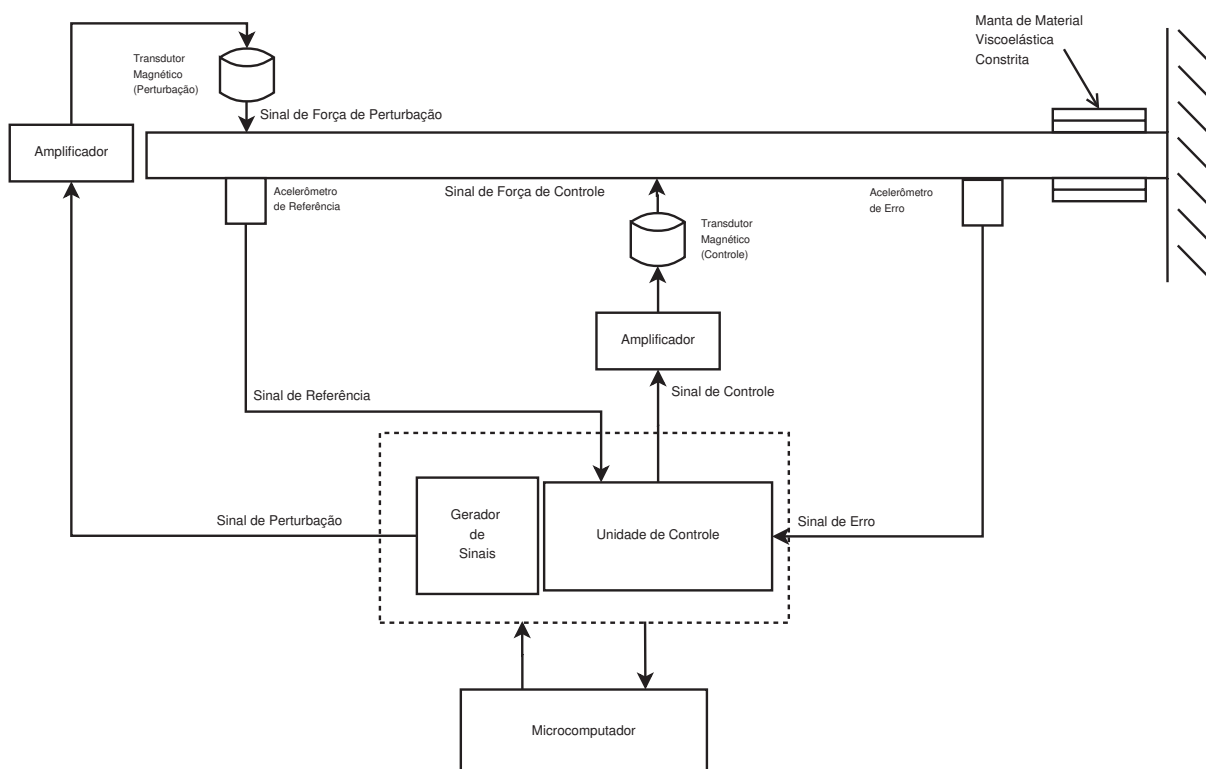 Manta de Material
Viscoelástica
Constrita
Transdutor
Magnético
(Perturbação)
Sinal de Força de Perturbação
Amplificador
Acelerômetro
de Referência
Sinal de Força de Controle
Acelerômetro
de Erro
Transdutor
Magnético
(Controle)
Amplificador
Sinal de Referência
Sinal de Controle
Sinal de Perturbação
Gerador
de
Sinais
Unidade de Controle
Sinal de Erro
Microcomputador